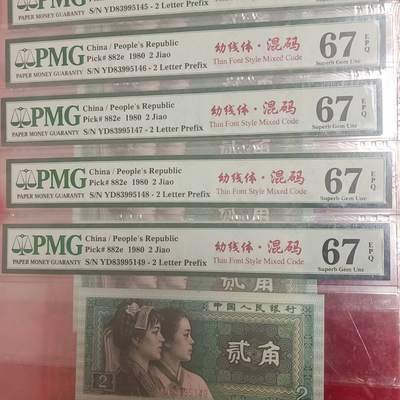 PAPER MONEY GUARANTY
S/N YD83995145 - 2 Letter Prefix
Superb Gem Unc
PMG
PAPER MONEY GUARANTY
China / People's Republic
Pick# 882e 1980 2 Jiao
S/N YD83995146 - 2 Letter Prefix
幼线体·混码
Thin Font Style Mixed Code
67 EPQ
Superb Gem Unc
PMG
PAPER MONEY GUARANTY
China / People's Republic
Pick# 882e 1980 2 Jiao
S/N YD83995147 - 2 Letter Prefix
幼线体·混码
Thin Font Style Mixed Code
67 EPQ
Superb Gem Unc
PMG
PAPER MONEY GUARANTY
China / People's Republic
Pick# 882e 1980 2 Jiao
S/N YD83995148 - 2 Letter Prefix
幼线体·混码
Thin Font Style Mixed Code
67 EPQ
Superb Gem Unc
PMG
PAPER MONEY GUARANTY
China / People's Republic
Pick# 882e 1980 2 Jiao
S/N YD83995149 - 2 Letter Prefix
幼线体·混码
Thin Font Style Mixed Code
67 EPQ
Superb Gem Unc
贰角
中国人民银行
贰角
2
2